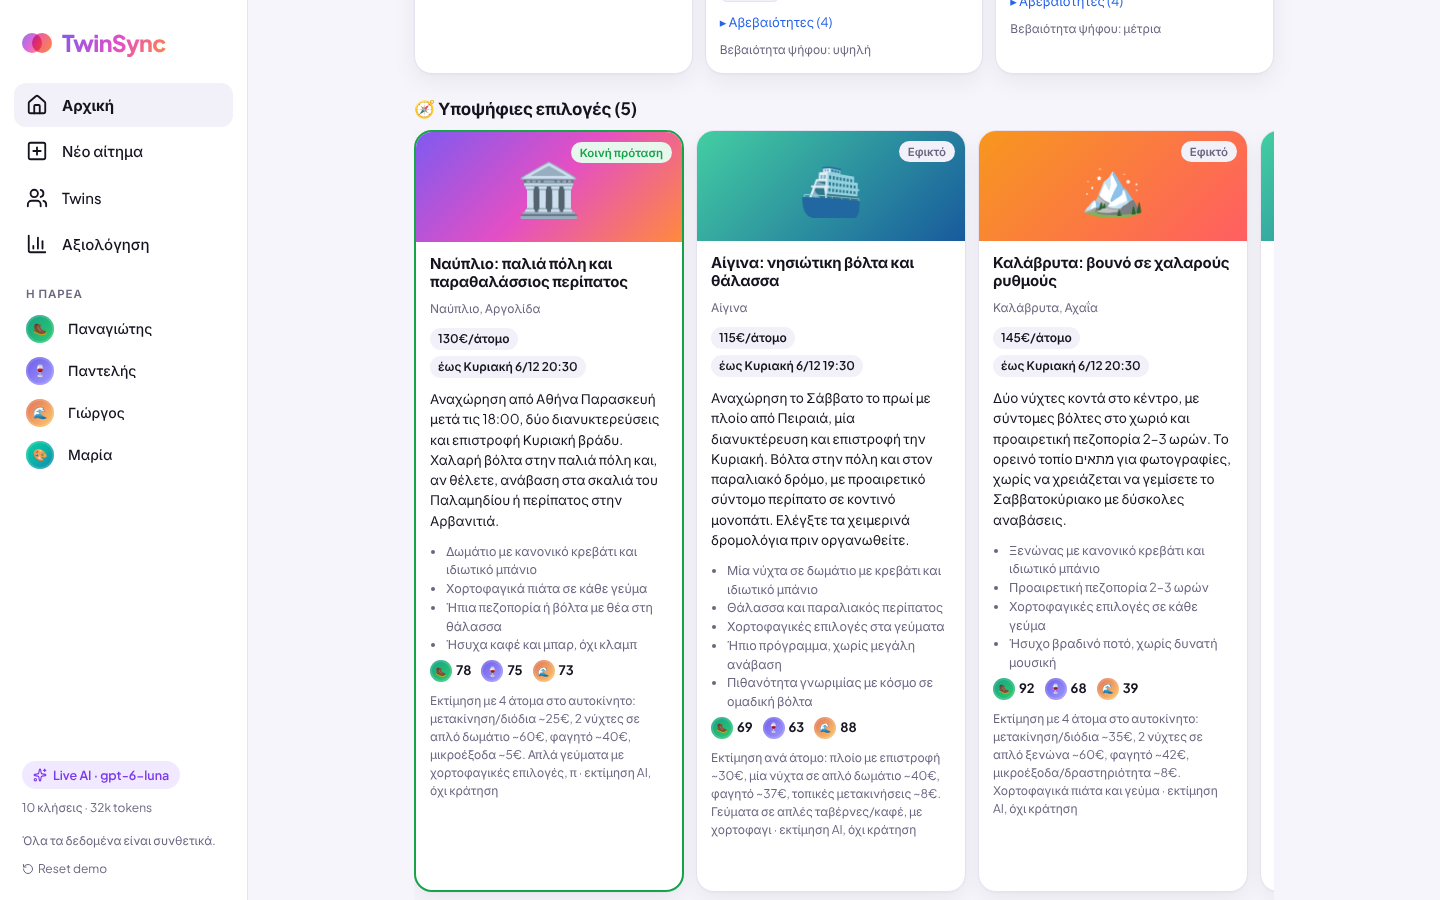 TwinSync
Αρχική
Νέο αίτημα
Twins
Αξιολόγηση
Η ΠΑΡΕΑ
Παναγιώτης
Παντελής
Γιώργος
Μαρία
Live AI · gpt-6-luna
10 κλήσεις · 32k tokens
Όλα τα δεδομένα είναι συνθετικά.
Reset demo
▸ Αβεβαιότητες (4)
Βεβαιότητα ψήφου: υψηλή
▸ Αβεβαιότητες (4)
Βεβαιότητα ψήφου: μέτρια
🧭 Υποψήφιες επιλογές (5)
Κοινή πρόταση
Ναύπλιο: παλιά πόλη και
παραθαλάσσιος περίπατος
Ναύπλιο, Αργολίδα
130€/άτομο
έως Κυριακή 6/12 20:30
Αναχώρηση από Αθήνα Παρασκευή
μετά τις 18:00, δύο διανυκτερεύσεις
και επιστροφή Κυριακή βράδυ.
Χαλαρή βόλτα στην παλιά πόλη και,
αν θέλετε, ανάβαση στα σκαλιά του
Παλαμηδίου ή περίπατος στην
Αρβανιτιά.
• Δωμάτιο με κανονικό κρεβάτι και
ιδιωτικό μπάνιο
• Χορτοφαγικά πιάτα σε κάθε γεύμα
• Ήπια πεζοπορία ή βόλτα με θέα στη
θάλασσα
• Ήσυχα καφέ και μπαρ, όχι κλαμπ
78 75 73
Εκτίμηση με 4 άτομα στο αυτοκίνητο:
μετακίνηση/διόδια ~25€, 2 νύχτες σε
απλό δωμάτιο ~60€, φαγητό ~40€,
μικροέξοδα ~5€. Απλά γεύματα με
χορτοφαγικές επιλογές, π · εκτίμηση AI,
όχι κράτηση
Εφικτό
Αίγινα: νησιώτικη βόλτα και
θάλασσα
Αίγινα
115€/άτομο
έως Κυριακή 6/12 19:30
Αναχώρηση το Σάββατο το πρωί με
πλοίο από Πειραιά, μία
διανυκτέρευση και επιστροφή την
Κυριακή. Βόλτα στην πόλη και στον
παραλιακό δρόμο, με προαιρετικό
σύντομο περίπατο σε κοντινό
μονοπάτι. Ελέγξτε τα χειμερινά
δρομολόγια πριν οργανωθείτε.
• Μία νύχτα σε δωμάτιο με κρεβάτι και
ιδιωτικό μπάνιο
• Θάλασσα και παραλιακός περίπατος
• Χορτοφαγικές επιλογές στα γεύματα
• Ήπιο πρόγραμμα, χωρίς μεγάλη
ανάβαση
• Πιθανότητα γνωριμίας με κόσμο σε
ομαδική βόλτα
69 63 88
Εκτίμηση ανά άτομο: πλοίο με επιστροφή
~30€, μία νύχτα σε απλό δωμάτιο ~40€,
φαγητό ~37€, τοπικές μετακινήσεις ~8€.
Γεύματα σε απλές ταβέρνες/καφέ, με
χορτοφαγι · εκτίμηση AI, όχι κράτηση
Εφικτό
Καλάβρυτα: βουνό σε χαλαρούς
ρυθμούς
Καλάβρυτα, Αχαΐα
145€/άτομο
έως Κυριακή 6/12 20:30
Δύο νύχτες κοντά στο κέντρο, με
σύντομες βόλτες στο χωριό και
προαιρετική πεζοπορία 2–3 ωρών. Το
ορεινό τοπίο מתאים για φωτογραφίες,
χωρίς να χρειάζεται να γεμίσετε το
Σαββατοκύριακο με δύσκολες
αναβάσεις.
• Ξενώνας με κανονικό κρεβάτι και
ιδιωτικό μπάνιο
• Προαιρετική πεζοπορία 2–3 ωρών
• Χορτοφαγικές επιλογές σε κάθε
γεύμα
• Ήσυχο βραδινό ποτό, χωρίς δυνατή
μουσική
92 68 39
Εκτίμηση με 4 άτομα στο αυτοκίνητο:
μετακίνηση/διόδια ~35€, 2 νύχτες σε
απλό ξενώνα ~60€, φαγητό ~42€,
μικροέξοδα/δραστηριότητα ~8€.
Χορτοφαγικά πιάτα και γεύμα · εκτίμηση
AI, όχι κράτηση